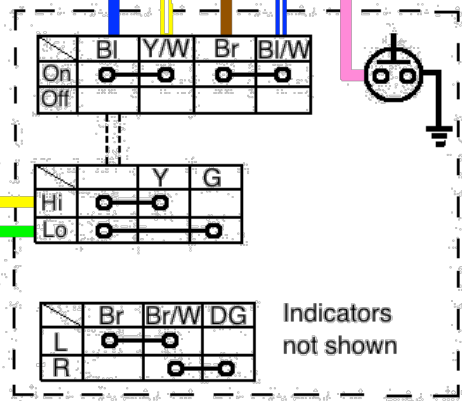 Bl Y/W Br Bl/W
On
Off
Y G
Hi
Lo
Br Br/W DG
L
R
Indicators
not shown